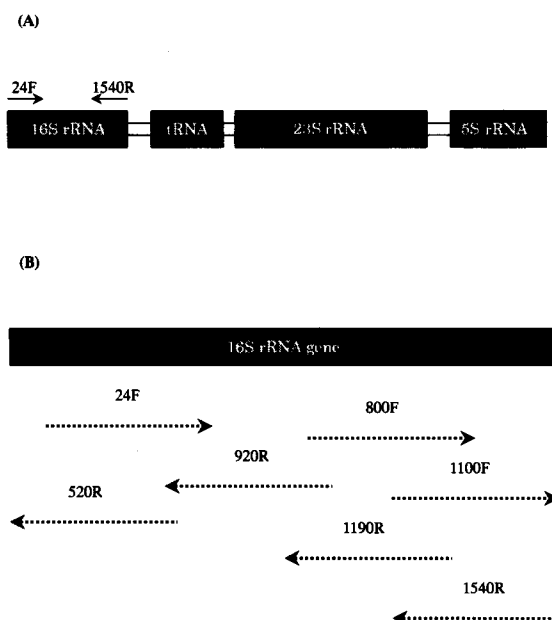 (A)
24F 1540R
16S rRNA tRNA 23S rRNA 5S rRNA
(B)
16S rRNA gene
24F
800F
920R
1100F
520R
1190R
1540R